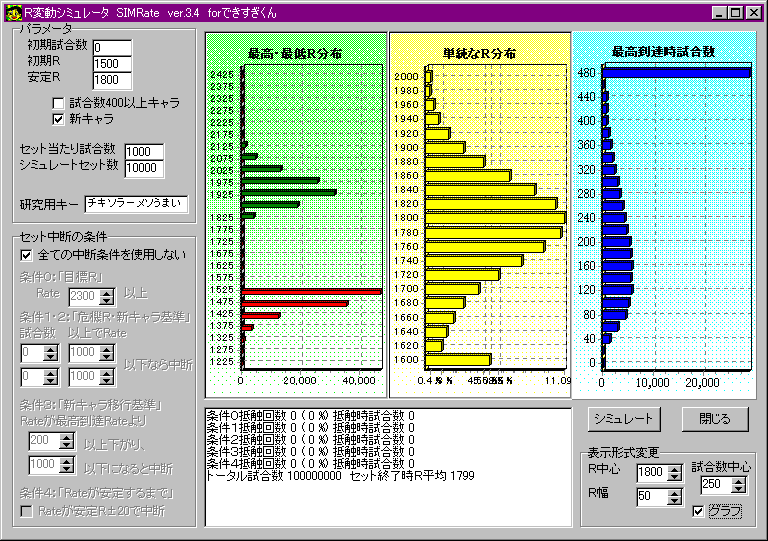 R変動シミュレータ SIMRate ver.3.4 forできすぎくん
パラメータ
初期試合数 0
初期R 1500
安定R 1800
試合数400以上キャラ
新キャラ
セット当たり試合数 1000
シミュレートセット数 10000
研究用キー チキソラーメソうまい
セット中断の条件
全ての中断条件を使用しない
条件0:「目標R」
Rate 2300 以上
条件1・2:「危機R・新キャラ基準」
試合数 以上でRate
0 1000 以下なら中断
0 1000
条件3:「新キャラ移行基準」
Rateが最高到達Rateより
200 以上下がり、
1000 以下になると中断
条件4:「Rateが安定するまで」
Rateが安定R±20で中断
最高・最低R分布
2425
2375
2325
2275
2225
2175
2125
2075
2025
1975
1925
1825
1775
1725
1675
1625
1575
1525
1475
1425
1375
1325
1275
1225
0 20,000 40,000
単純なR分布
2000
1980
1960
1940
1920
1900
1880
1860
1840
1820
1800
1780
1760
1740
1720
1700
1680
1660
1640
1620
1600
11.09
最高到達時試合数
480
440
400
360
320
280
240
200
160
120
80
40
0
0 10,000 20,000
条件0抵触回数 0 (0 %) 抵触時試合数 0
条件1抵触回数 0 (0 %) 抵触時試合数 0
条件2抵触回数 0 (0 %) 抵触時試合数 0
条件3抵触回数 0 (0 %) 抵触時試合数 0
条件4抵触回数 0 (0 %) 抵触時試合数 0
トータル試合数 100000000 セット終了時R平均 1799
シミュレート 閉じる
表示形式変更
R中心 1800 試合数中心
R幅 50 250
グラフ